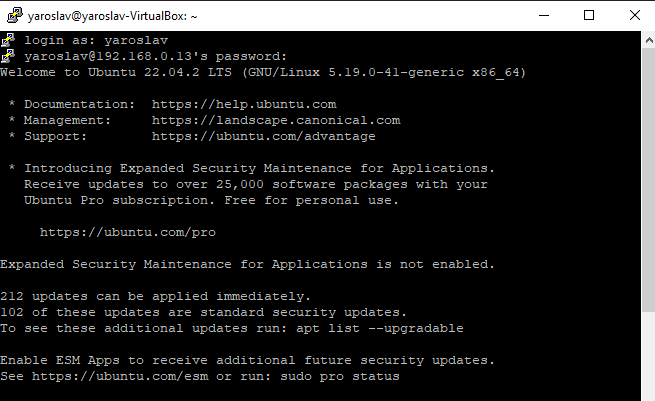 yaroslav@yaroslav-VirtualBox: ~
login as: yaroslav
yaroslav@192.168.0.13's password:
Welcome to Ubuntu 22.04.2 LTS (GNU/Linux 5.19.0-41-generic x86_64)
* Documentation:  https://help.ubuntu.com
* Management:     https://landscape.canonical.com
* Support:        https://ubuntu.com/advantage
* Introducing Expanded Security Maintenance for Applications.
Receive updates to over 25,000 software packages with your
Ubuntu Pro subscription. Free for personal use.
https://ubuntu.com/pro
Expanded Security Maintenance for Applications is not enabled.
212 updates can be applied immediately.
102 of these updates are standard security updates.
To see these additional updates run: apt list --upgradable
Enable ESM Apps to receive additional future security updates.
See https://ubuntu.com/esm or run: sudo pro status